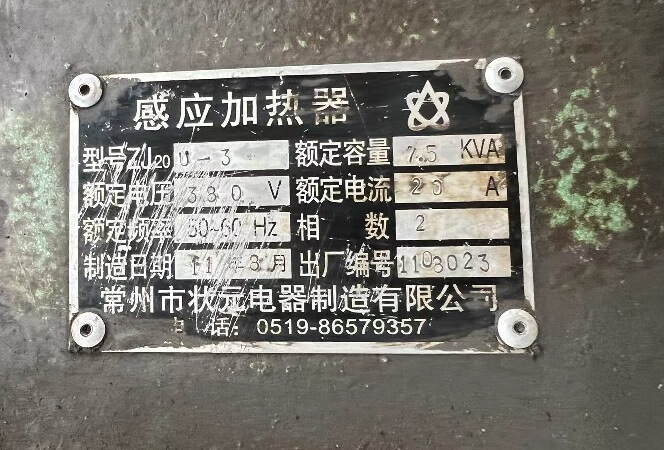 感应加热器
型号ZJ20 U-3 额定容量 7.5 KVA
额定电压 380 V 额定电流 20 A
额定频率 50~60 Hz 相数 2
制造日期 11年3月 出厂编号 1103023
常州市状元电器制造有限公司
电话: 0519-86579357